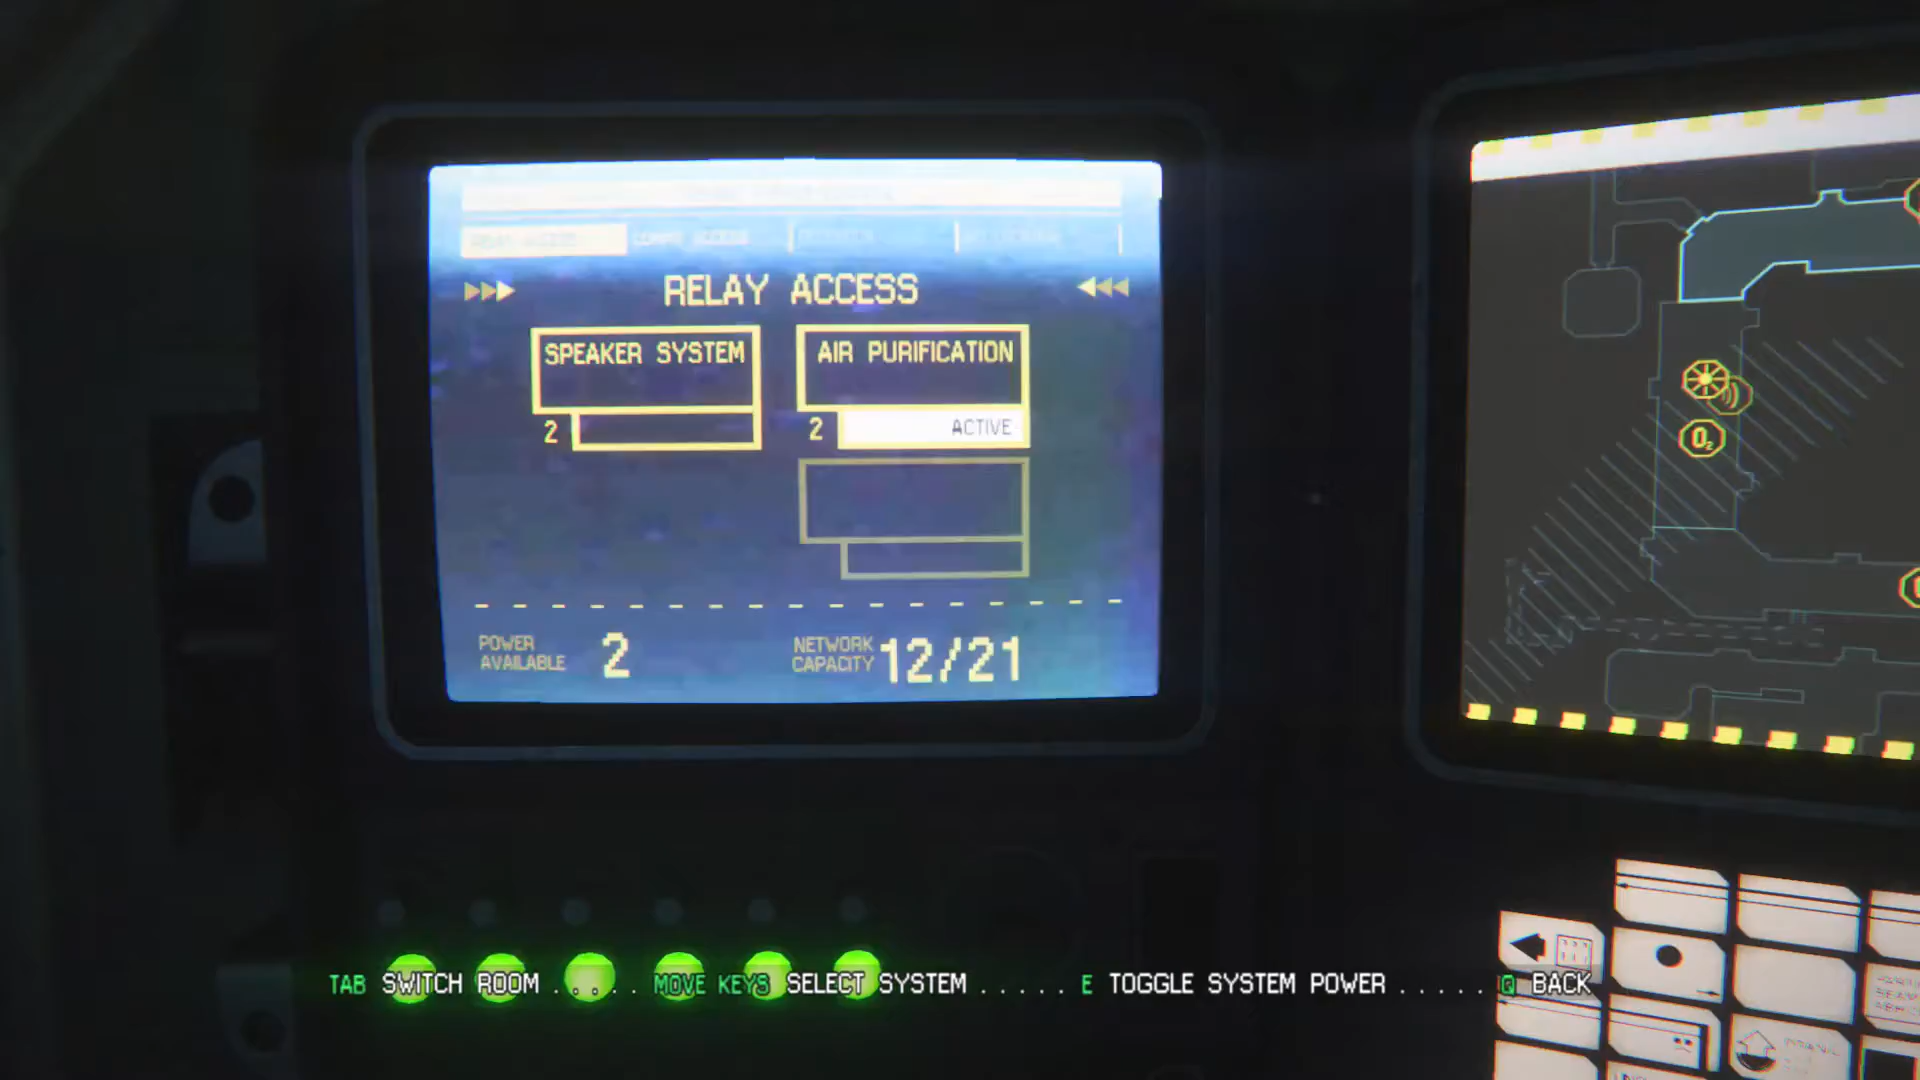 RELAY ACCESS
SPEAKER SYSTEM
2
AIR PURIFICATION
2 ACTIVE
POWER AVAILABLE 2
NETWORK CAPACITY 12/21
O₂
TAB SWITCH ROOM ..... MOVE KEYS SELECT SYSTEM ..... E TOGGLE SYSTEM POWER ..... Q BACK